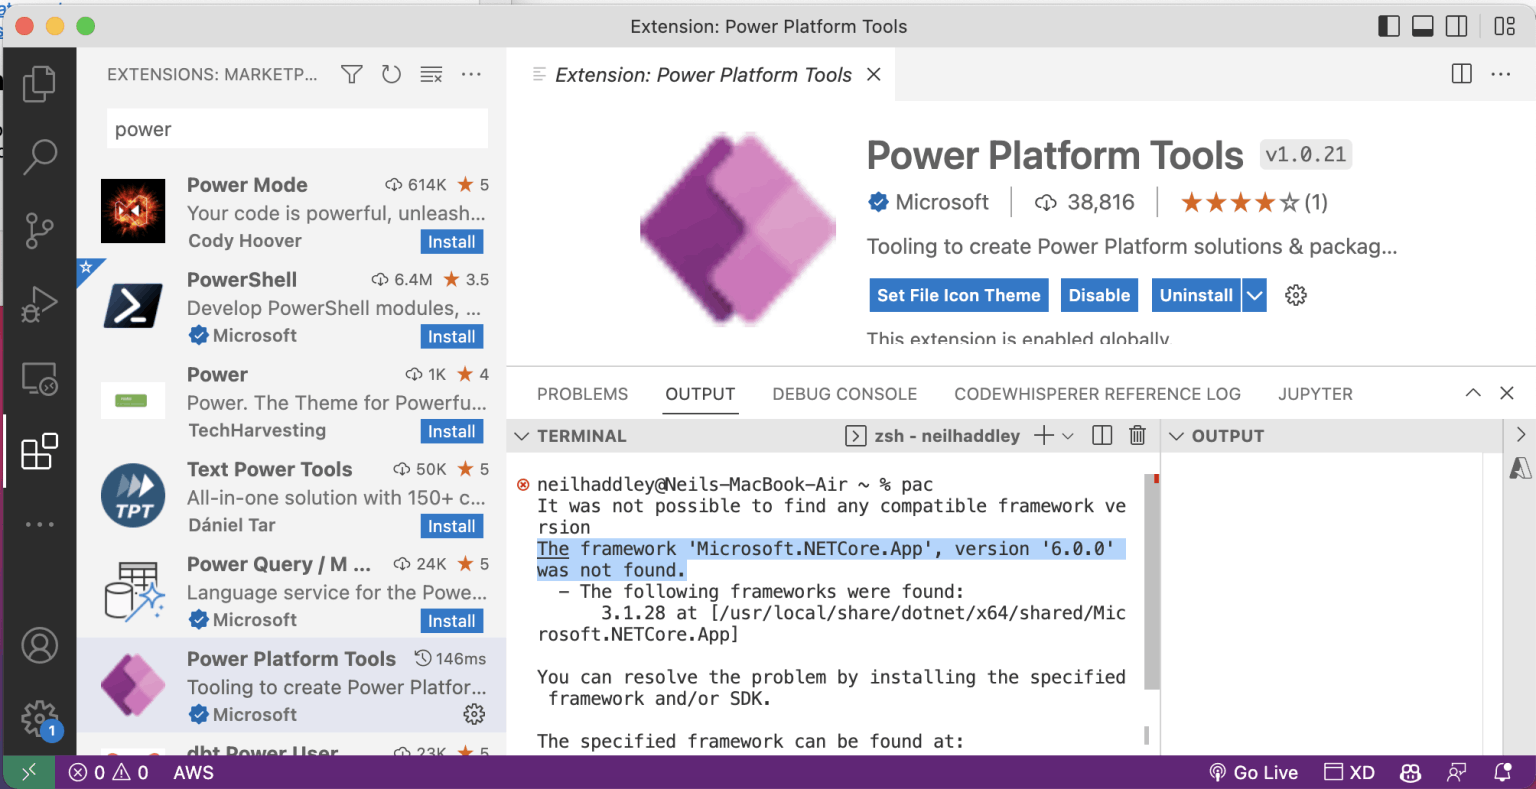 Extension: Power Platform Tools
EXTENSIONS: MARKETP...
power
Power Mode 614K 5
Your code is powerful, unleash...
Cody Hoover Install
PowerShell 6.4M 3.5
Develop PowerShell modules, ...
Microsoft Install
Power 1K 4
Power. The Theme for Powerfu...
TechHarvesting Install
TPT
Text Power Tools 50K 5
All-in-one solution with 150+ c...
Dániel Tar Install
Power Query / M ... 24K 5
Language service for the Powe...
Microsoft Install
Power Platform Tools 146ms
Tooling to create Power Platfor...
Microsoft
dbt Power User 23K 5
1
Extension: Power Platform Tools
Power Platform Tools v1.0.21
Microsoft 38,816 (1)
Tooling to create Power Platform solutions & packag...
Set File Icon Theme Disable Uninstall
This extension is enabled globally.
PROBLEMS OUTPUT DEBUG CONSOLE CODEWHISPERER REFERENCE LOG JUPYTER
TERMINAL zsh - neilhaddley OUTPUT
neilhaddley@Neils-MacBook-Air ~ % pac
It was not possible to find any compatible framework ve
rsion
The framework 'Microsoft.NETCore.App', version '6.0.0'
was not found.
- The following frameworks were found:
3.1.28 at [/usr/local/share/dotnet/x64/shared/Mic
rosoft.NETCore.App]
You can resolve the problem by installing the specified
framework and/or SDK.
The specified framework can be found at:
0 0 AWS Go Live XD